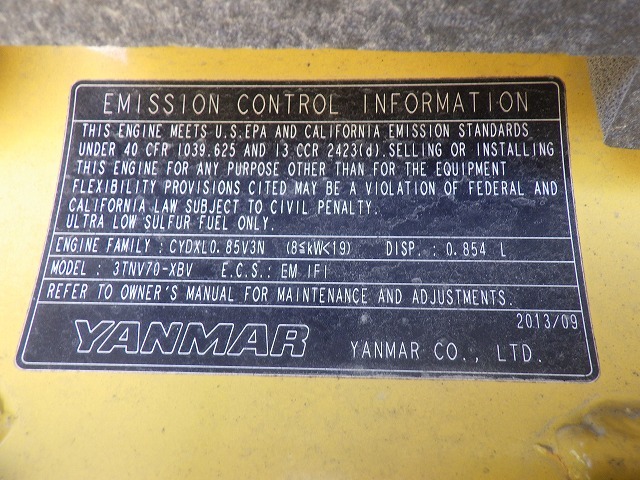 EMISSION CONTROL INFORMATION
THIS ENGINE MEETS U.S.EPA AND CALIFORNIA EMISSION STANDARDS
UNDER 40 CFR 1039.625 AND 13 CCR 2423(d). SELLING OR INSTALLING
THIS ENGINE FOR ANY PURPOSE OTHER THAN FOR THE EQUIPMENT
FLEXIBILITY PROVISIONS CITED MAY BE A VIOLATION OF FEDERAL AND
CALIFORNIA LAW SUBJECT TO CIVIL PENALTY.
ULTRA LOW SULFUR FUEL ONLY.
ENGINE FAMILY : CYDXL0.85V3N (8≤kW<19) DISP. : 0.854 L
MODEL : 3TNV70-XBV E.C.S.: EM IFI
REFER TO OWNER'S MANUAL FOR MAINTENANCE AND ADJUSTMENTS.
2013/09
YANMAR YANMAR CO., LTD.